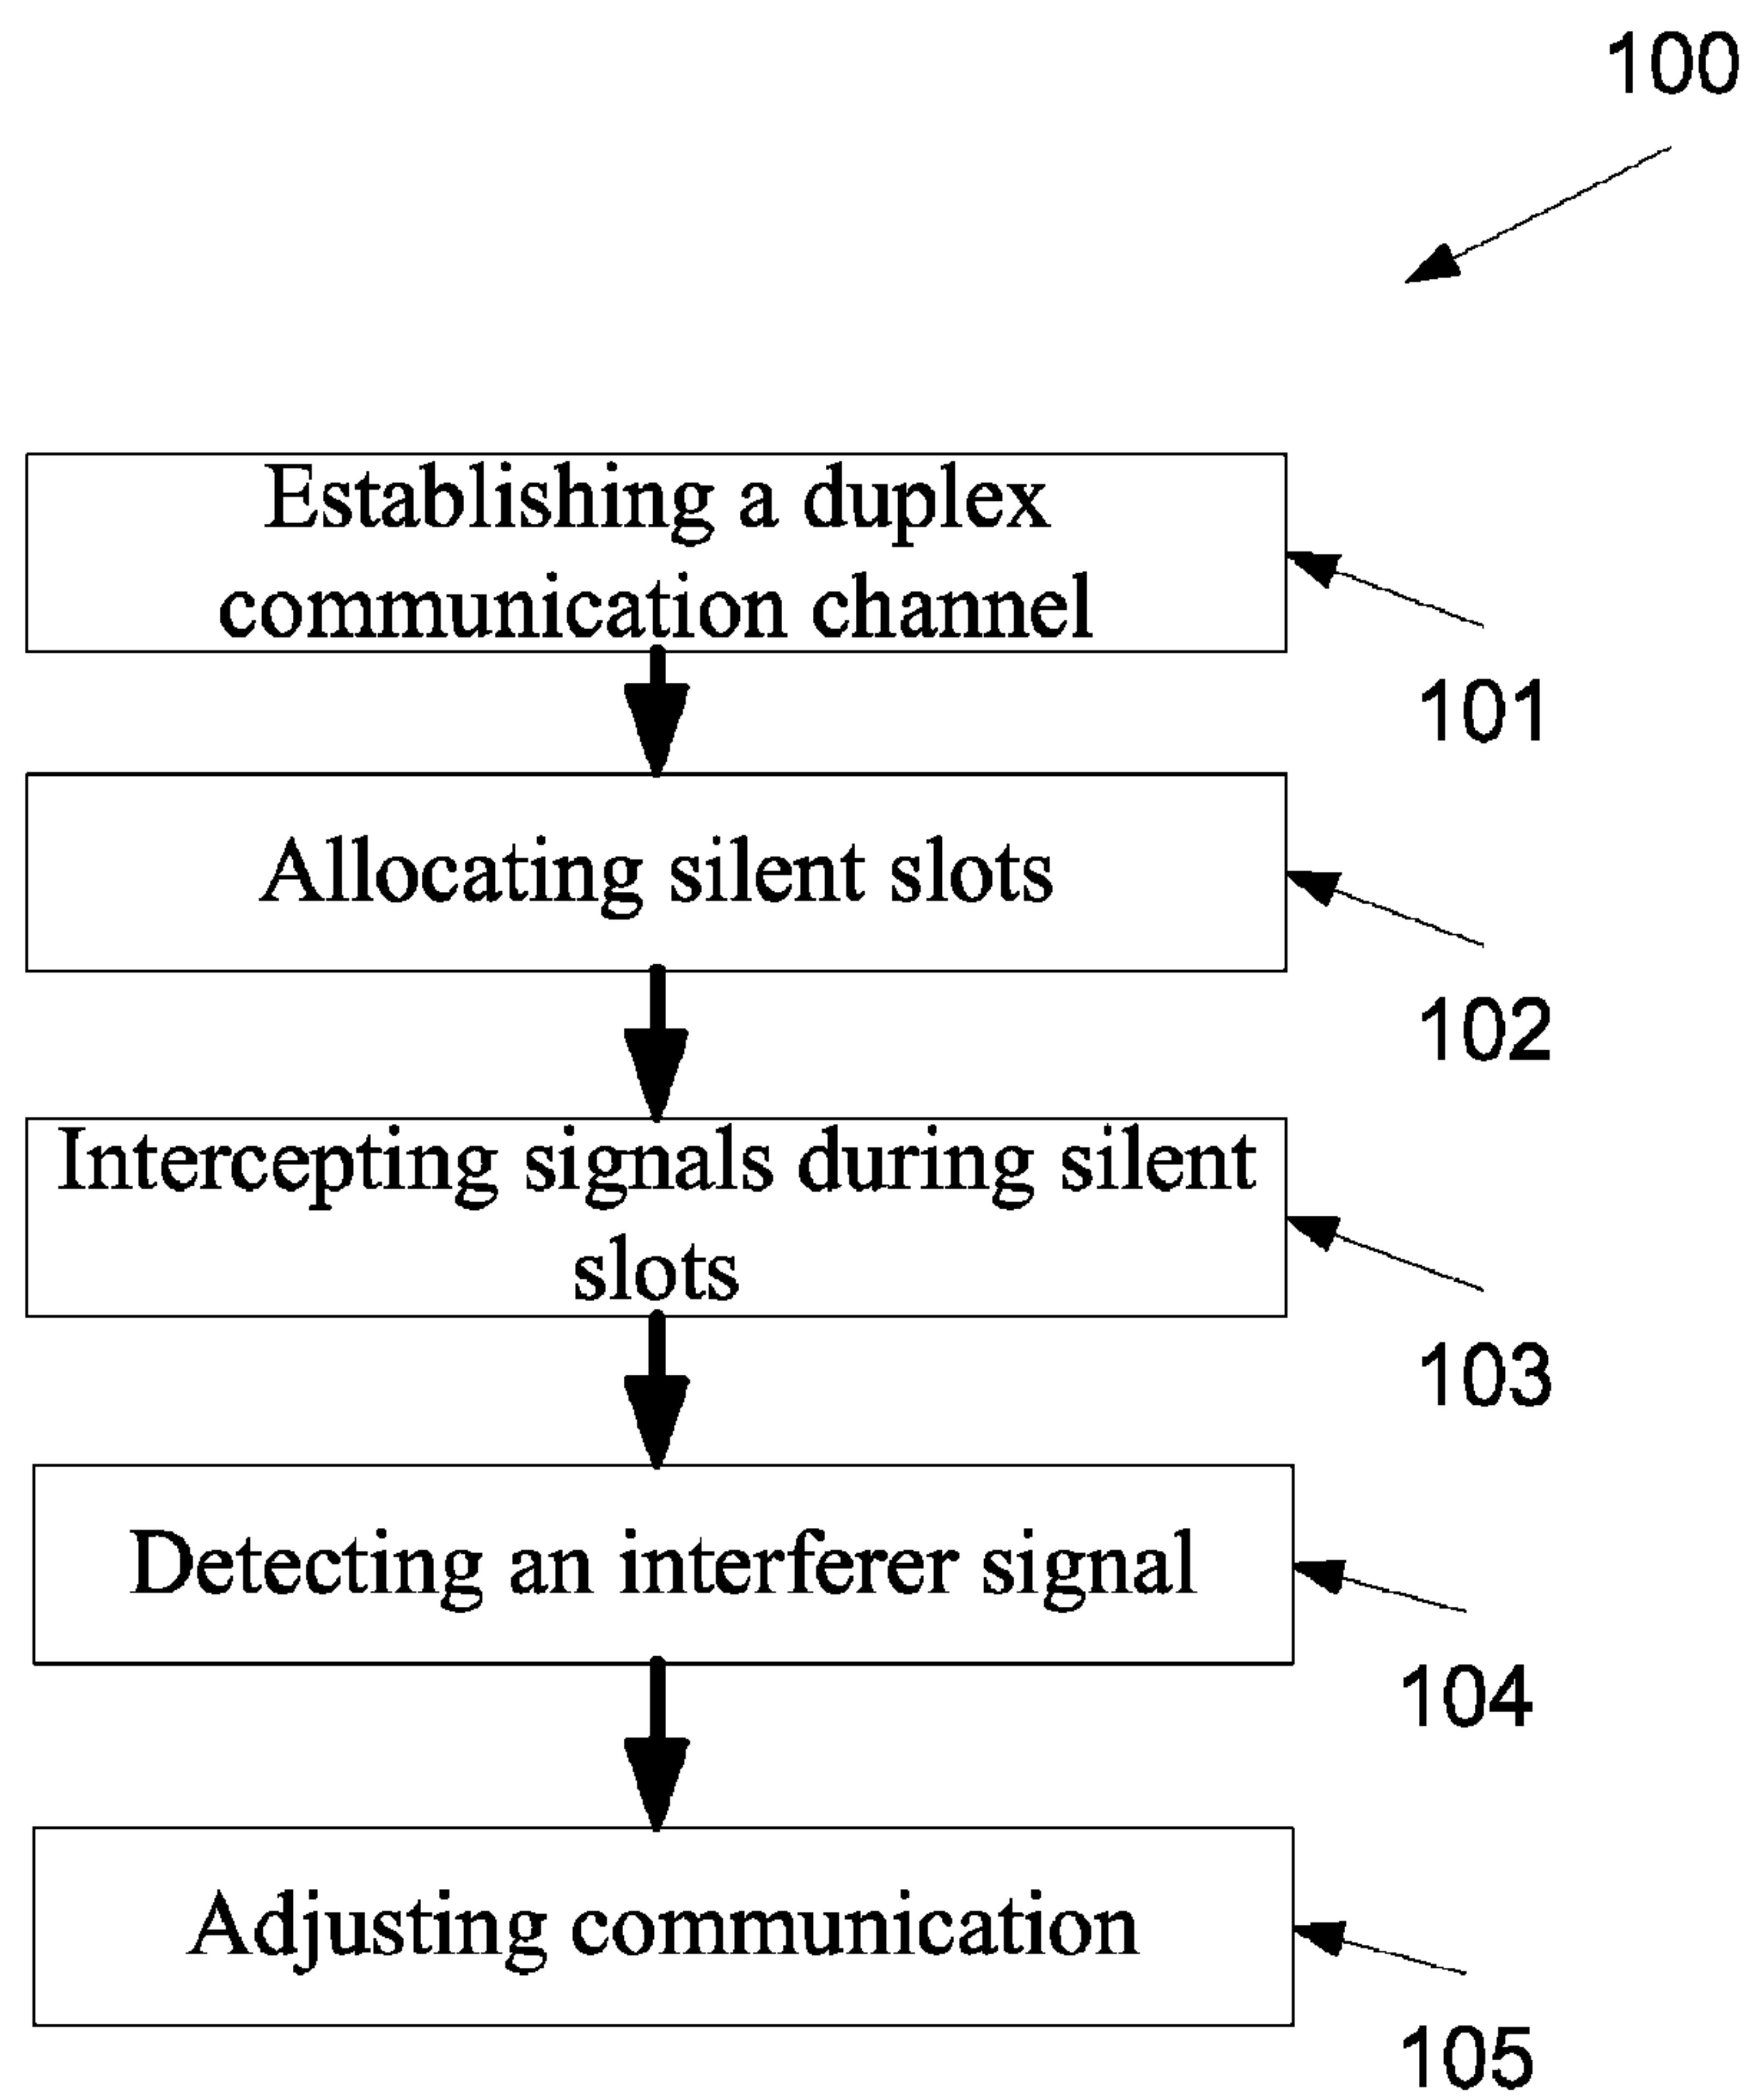 100
Establishing a duplex
communication channel
101
Allocating silent slots
102
Intercepting signals during silent
slots
103
Detecting an interferer signal
104
Adjusting communication
105